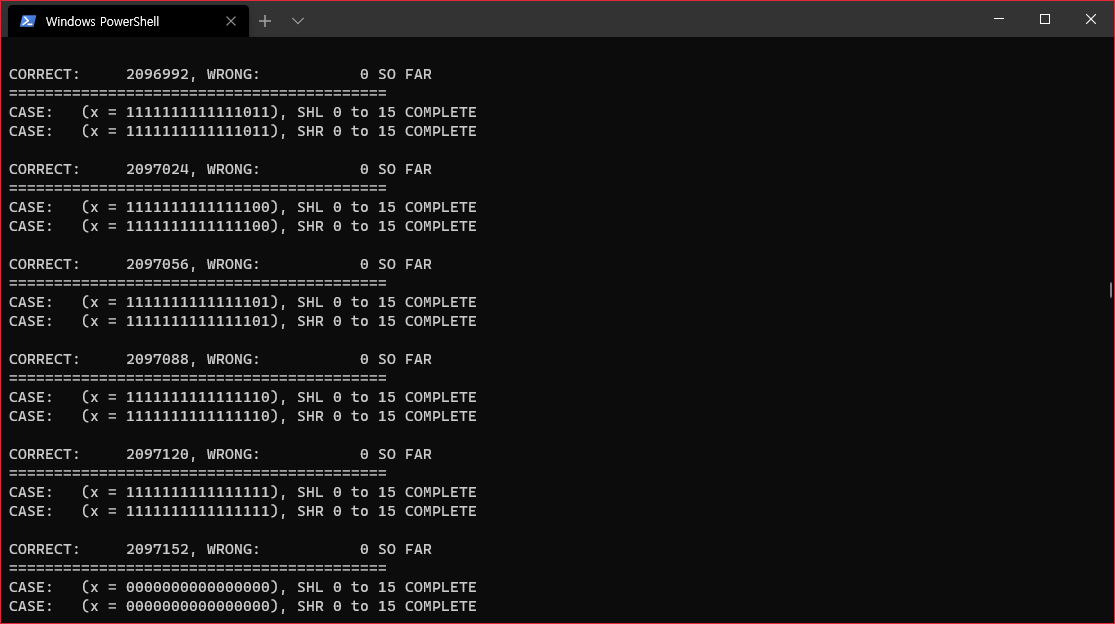 Windows PowerShell
CORRECT:     2096992, WRONG:           0 SO FAR
==========================================
CASE:   (x = 1111111111111011), SHL 0 to 15 COMPLETE
CASE:   (x = 1111111111111011), SHR 0 to 15 COMPLETE
CORRECT:     2097024, WRONG:           0 SO FAR
==========================================
CASE:   (x = 1111111111111100), SHL 0 to 15 COMPLETE
CASE:   (x = 1111111111111100), SHR 0 to 15 COMPLETE
CORRECT:     2097056, WRONG:           0 SO FAR
==========================================
CASE:   (x = 1111111111111101), SHL 0 to 15 COMPLETE
CASE:   (x = 1111111111111101), SHR 0 to 15 COMPLETE
CORRECT:     2097088, WRONG:           0 SO FAR
==========================================
CASE:   (x = 1111111111111110), SHL 0 to 15 COMPLETE
CASE:   (x = 1111111111111110), SHR 0 to 15 COMPLETE
CORRECT:     2097120, WRONG:           0 SO FAR
==========================================
CASE:   (x = 1111111111111111), SHL 0 to 15 COMPLETE
CASE:   (x = 1111111111111111), SHR 0 to 15 COMPLETE
CORRECT:     2097152, WRONG:           0 SO FAR
==========================================
CASE:   (x = 0000000000000000), SHL 0 to 15 COMPLETE
CASE:   (x = 0000000000000000), SHR 0 to 15 COMPLETE